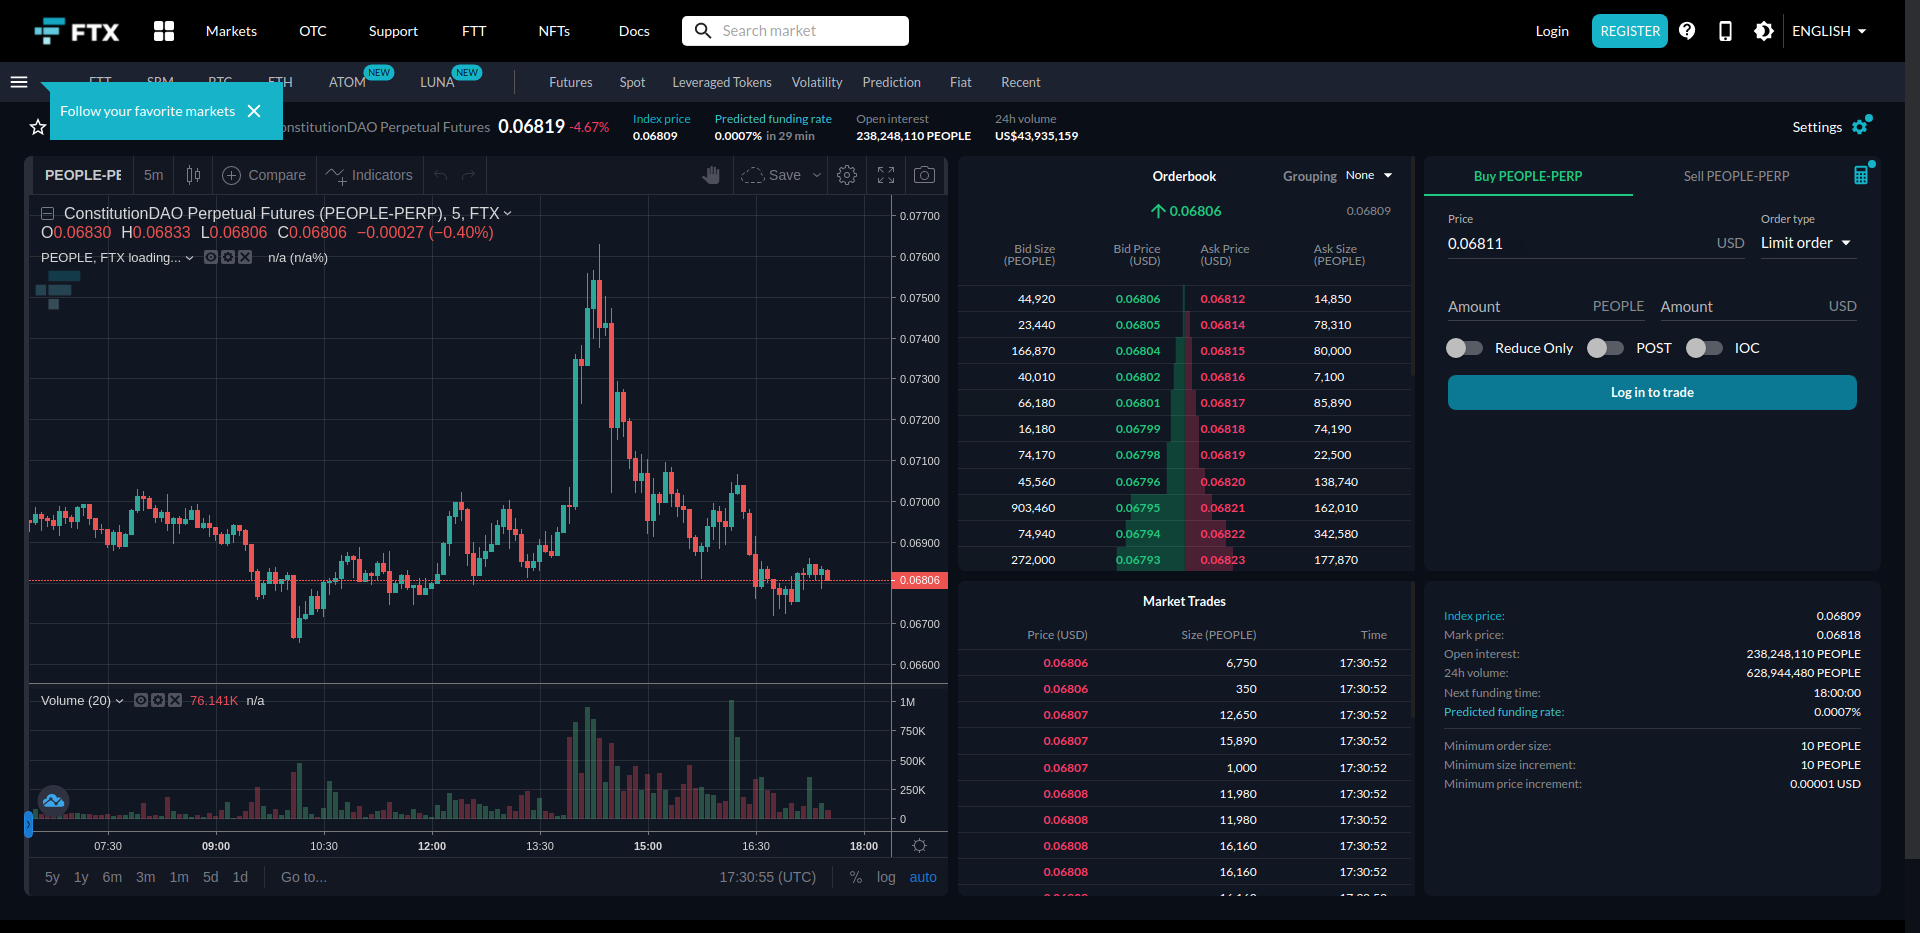 FTX
Markets
OTC
Support
FTT
NFTs
Docs
Search market
Login
REGISTER
ENGLISH
ATOM NEW
LUNA NEW
Futures
Spot
Leveraged Tokens
Volatility
Prediction
Fiat
Recent
Follow your favorite markets
Perpetual Futures
0.06819 -4.67%
Index price
0.06809
Predicted funding rate
0.0007% in 29 min
Open interest
238,248,110 PEOPLE
24h volume
US$43,935,159
Settings
PEOPLE-PE
5m
Compare
Indicators
Save
ConstitutionDAO Perpetual Futures (PEOPLE-PERP), 5, FTX
O0.06830 H0.06833 L0.06806 C0.06806 −0.00027 (−0.40%)
PEOPLE, FTX loading... n/a (n/a%)
0.07700
0.07600
0.07500
0.07400
0.07300
0.07200
0.07100
0.07000
0.06900
0.06806
0.06700
0.06600
Volume (20) 76.141K n/a
1M
750K
500K
250K
0
07:30 09:00 10:30 12:00 13:30 15:00 16:30 18:00
5y 1y 6m 3m 1m 5d 1d Go to... 17:30:55 (UTC) % log auto
Orderbook
Grouping None
0.06806 0.06809
Bid Size (PEOPLE) Bid Price (USD) Ask Price (USD) Ask Size (PEOPLE)
44,920 0.06806 0.06812 14,850
23,440 0.06805 0.06814 78,310
166,870 0.06804 0.06815 80,000
40,010 0.06802 0.06816 7,100
66,180 0.06801 0.06817 85,890
16,180 0.06799 0.06818 74,190
74,170 0.06798 0.06819 22,500
45,560 0.06796 0.06820 138,740
903,460 0.06795 0.06821 162,010
74,940 0.06794 0.06822 342,580
272,000 0.06793 0.06823 177,870
Market Trades
Price (USD) Size (PEOPLE) Time
0.06806 6,750 17:30:52
0.06806 350 17:30:52
0.06807 12,650 17:30:52
0.06807 15,890 17:30:52
0.06807 1,000 17:30:52
0.06808 11,980 17:30:52
0.06808 11,980 17:30:52
0.06808 16,160 17:30:52
0.06808 16,160 17:30:52
Buy PEOPLE-PERP
Sell PEOPLE-PERP
Price
0.06811 USD
Order type
Limit order
Amount PEOPLE
Amount USD
Reduce Only
POST
IOC
Log in to trade
Index price: 0.06809
Mark price: 0.06818
Open interest: 238,248,110 PEOPLE
24h volume: 628,944,480 PEOPLE
Next funding time: 18:00:00
Predicted funding rate: 0.0007%
Minimum order size: 10 PEOPLE
Minimum size increment: 10 PEOPLE
Minimum price increment: 0.00001 USD